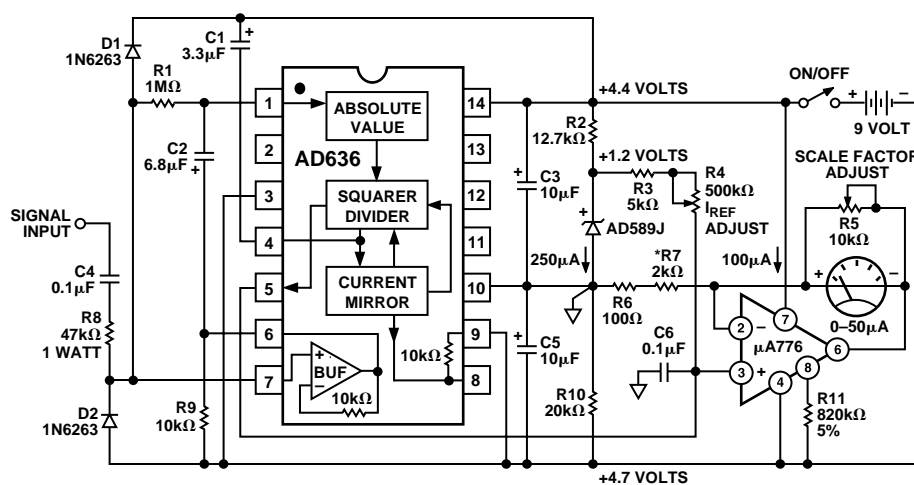 D1
1N6263
C1
3.3μF
+
R1
1MΩ
C2
6.8μF
+
SIGNAL
INPUT
C4
0.1μF
R8
47kΩ
1 WATT
D2
1N6263
R9
10kΩ
1
2
3
4
5
6
7
AD636
ABSOLUTE
VALUE
SQUARER
DIVIDER
CURRENT
MIRROR
+
BUF
–
10kΩ
10kΩ
14
13
12
11
10
9
8
+4.4 VOLTS
R2
12.7kΩ
+1.2 VOLTS
+
C3
10μF
+
AD589J
R3
5kΩ
R4
500kΩ
IREF
ADJUST
250μA
R6
100Ω
*R7
2kΩ
100μA
+
C5
10μF
C6
0.1μF
R10
20kΩ
+4.7 VOLTS
ON/OFF
+
–
9 VOLT
SCALE FACTOR
ADJUST
R5
10kΩ
+
–
0–50μA
μA776
2
–
3
+
7
6
4
8
R11
820kΩ
5%